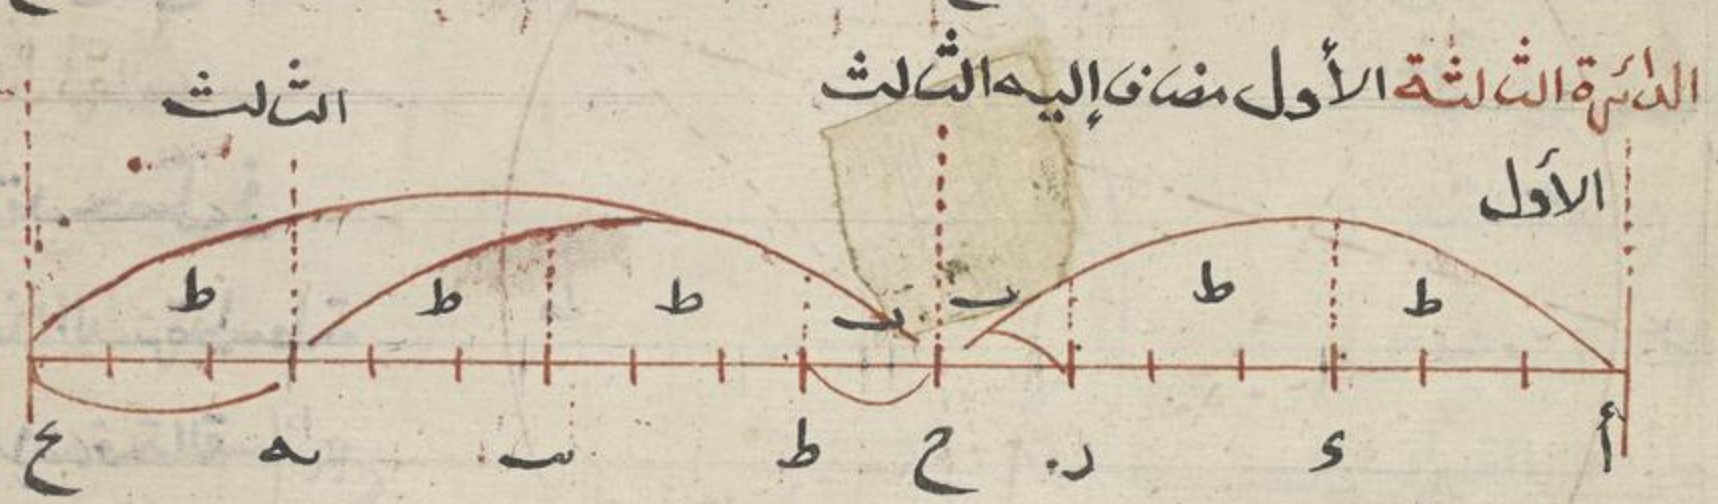 الدائرة الثالثة الأول مضاف إليه الثالث
الأول
الثالث
ط ط ب ب ط ط ط
أ ء ز ح ط ب ه ع